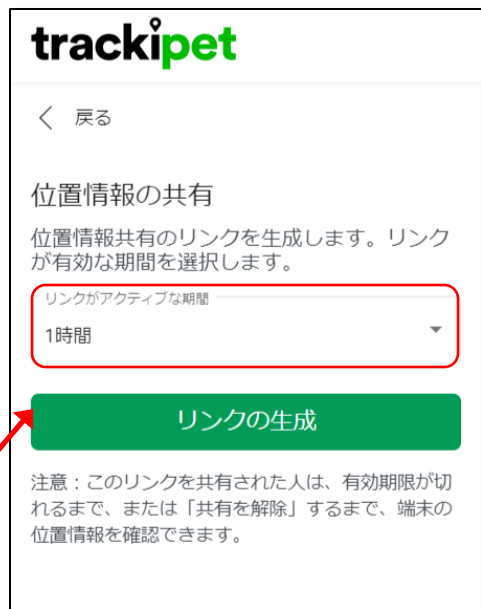 trackipet
戻る
位置情報の共有
位置情報共有のリンクを生成します。リンク
が有効な期間を選択します。
リンクがアクティブな期間
1時間
リンクの生成
注意：このリンクを共有された人は、有効期限が切
れるまで、または「共有を解除」するまで、端末の
位置情報を確認できます。